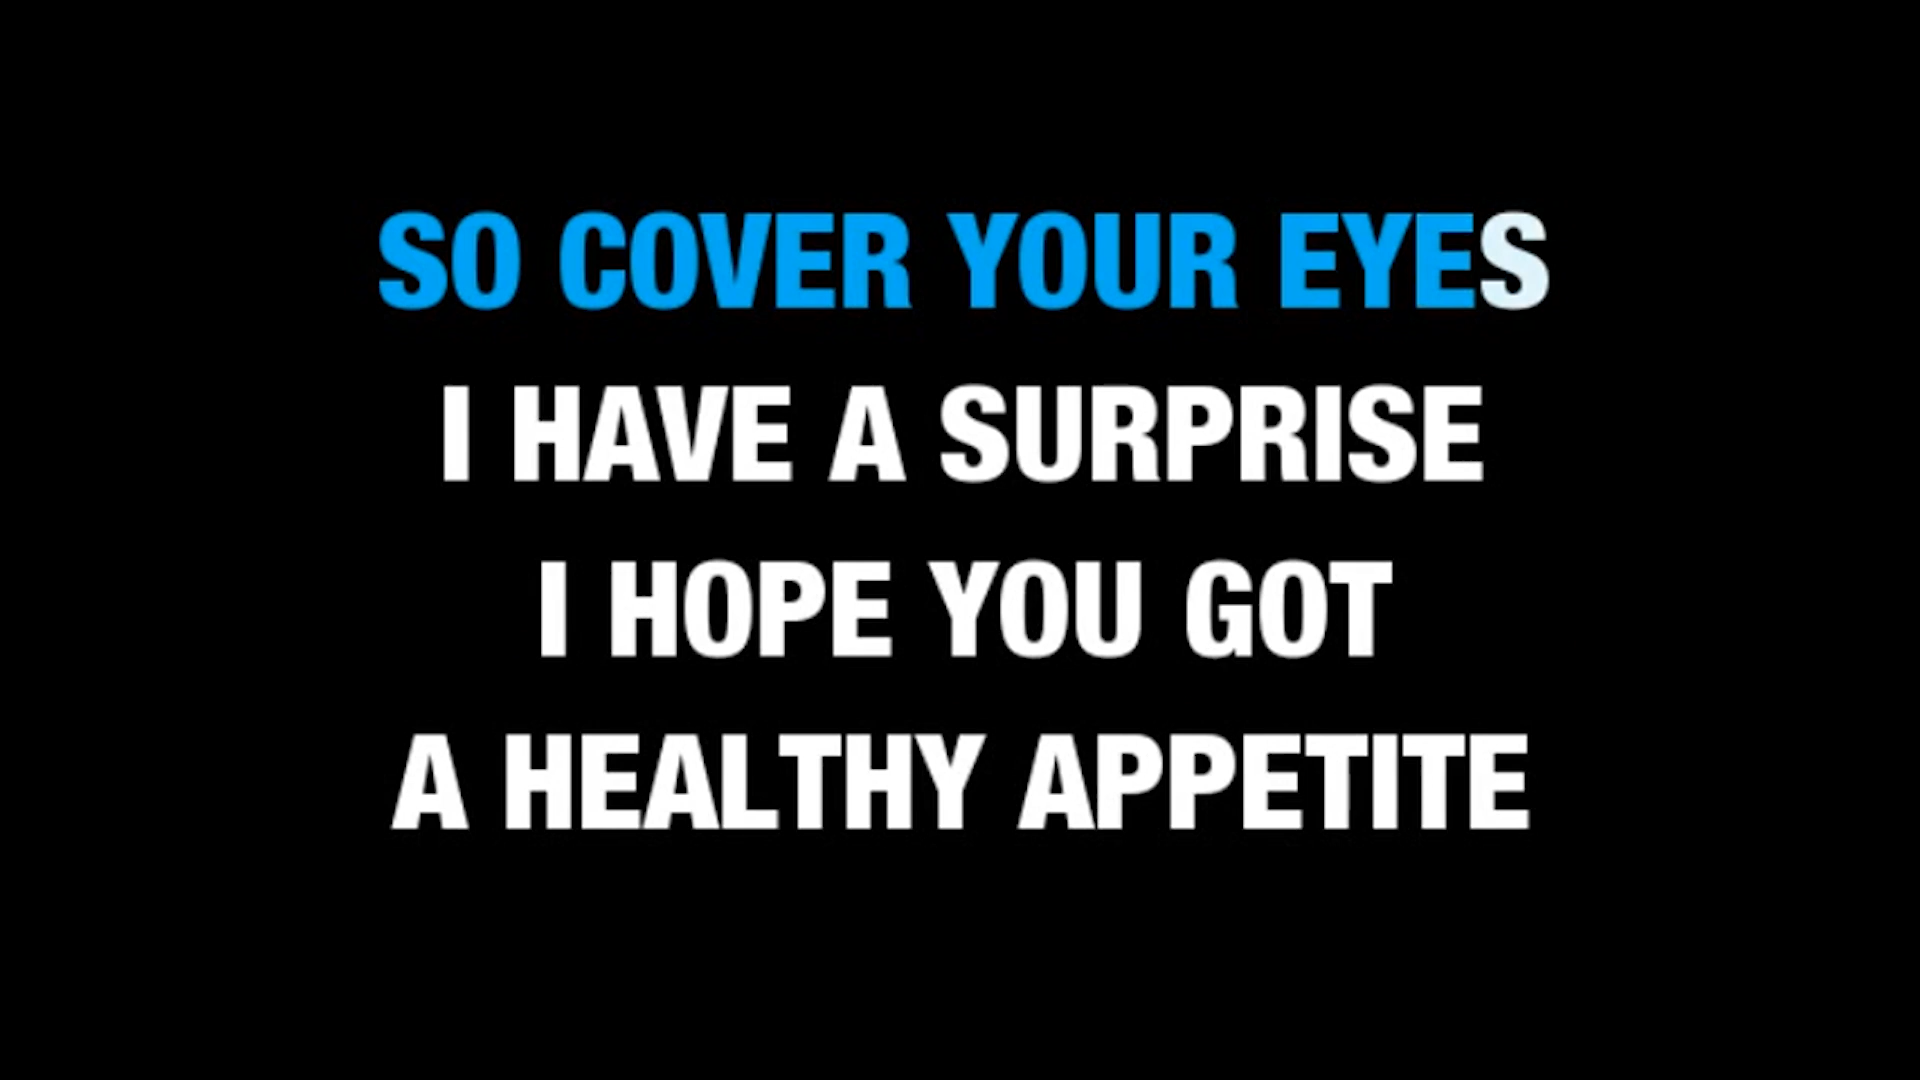 SO COVER YOUR EYES
I HAVE A SURPRISE
I HOPE YOU GOT
A HEALTHY APPETITE